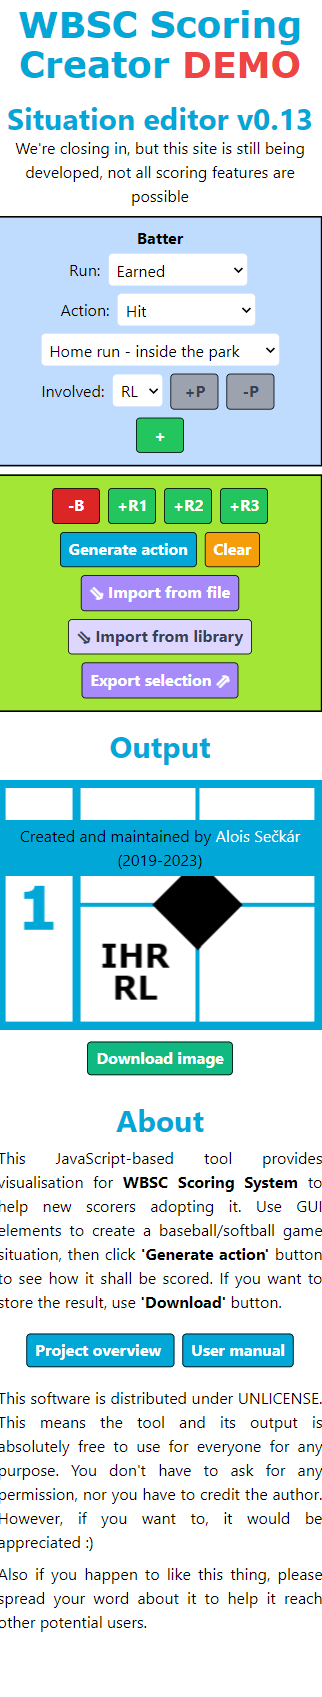 WBSC Scoring
Creator DEMO
Situation editor v0.13
We're closing in, but this site is still being
developed, not all scoring features are
possible
Batter
Run: Earned
Action: Hit
Home run - inside the park
Involved: RL +P -P
+
-B +R1 +R2 +R3
Generate action Clear
⇘ Import from file
⇘ Import from library
Export selection ⇗
Output
Created and maintained by Alois Sečkár
(2019-2023)
1
IHR
RL
Download image
About
This JavaScript-based tool provides
visualisation for WBSC Scoring System to
help new scorers adopting it. Use GUI
elements to create a baseball/softball game
situation, then click 'Generate action' button
to see how it shall be scored. If you want to
store the result, use 'Download' button.
Project overview User manual
This software is distributed under UNLICENSE.
This means the tool and its output is
absolutely free to use for everyone for any
purpose. You don't have to ask for any
permission, nor you have to credit the author.
However, if you want to, it would be
appreciated :)
Also if you happen to like this thing, please
spread your word about it to help it reach
other potential users.